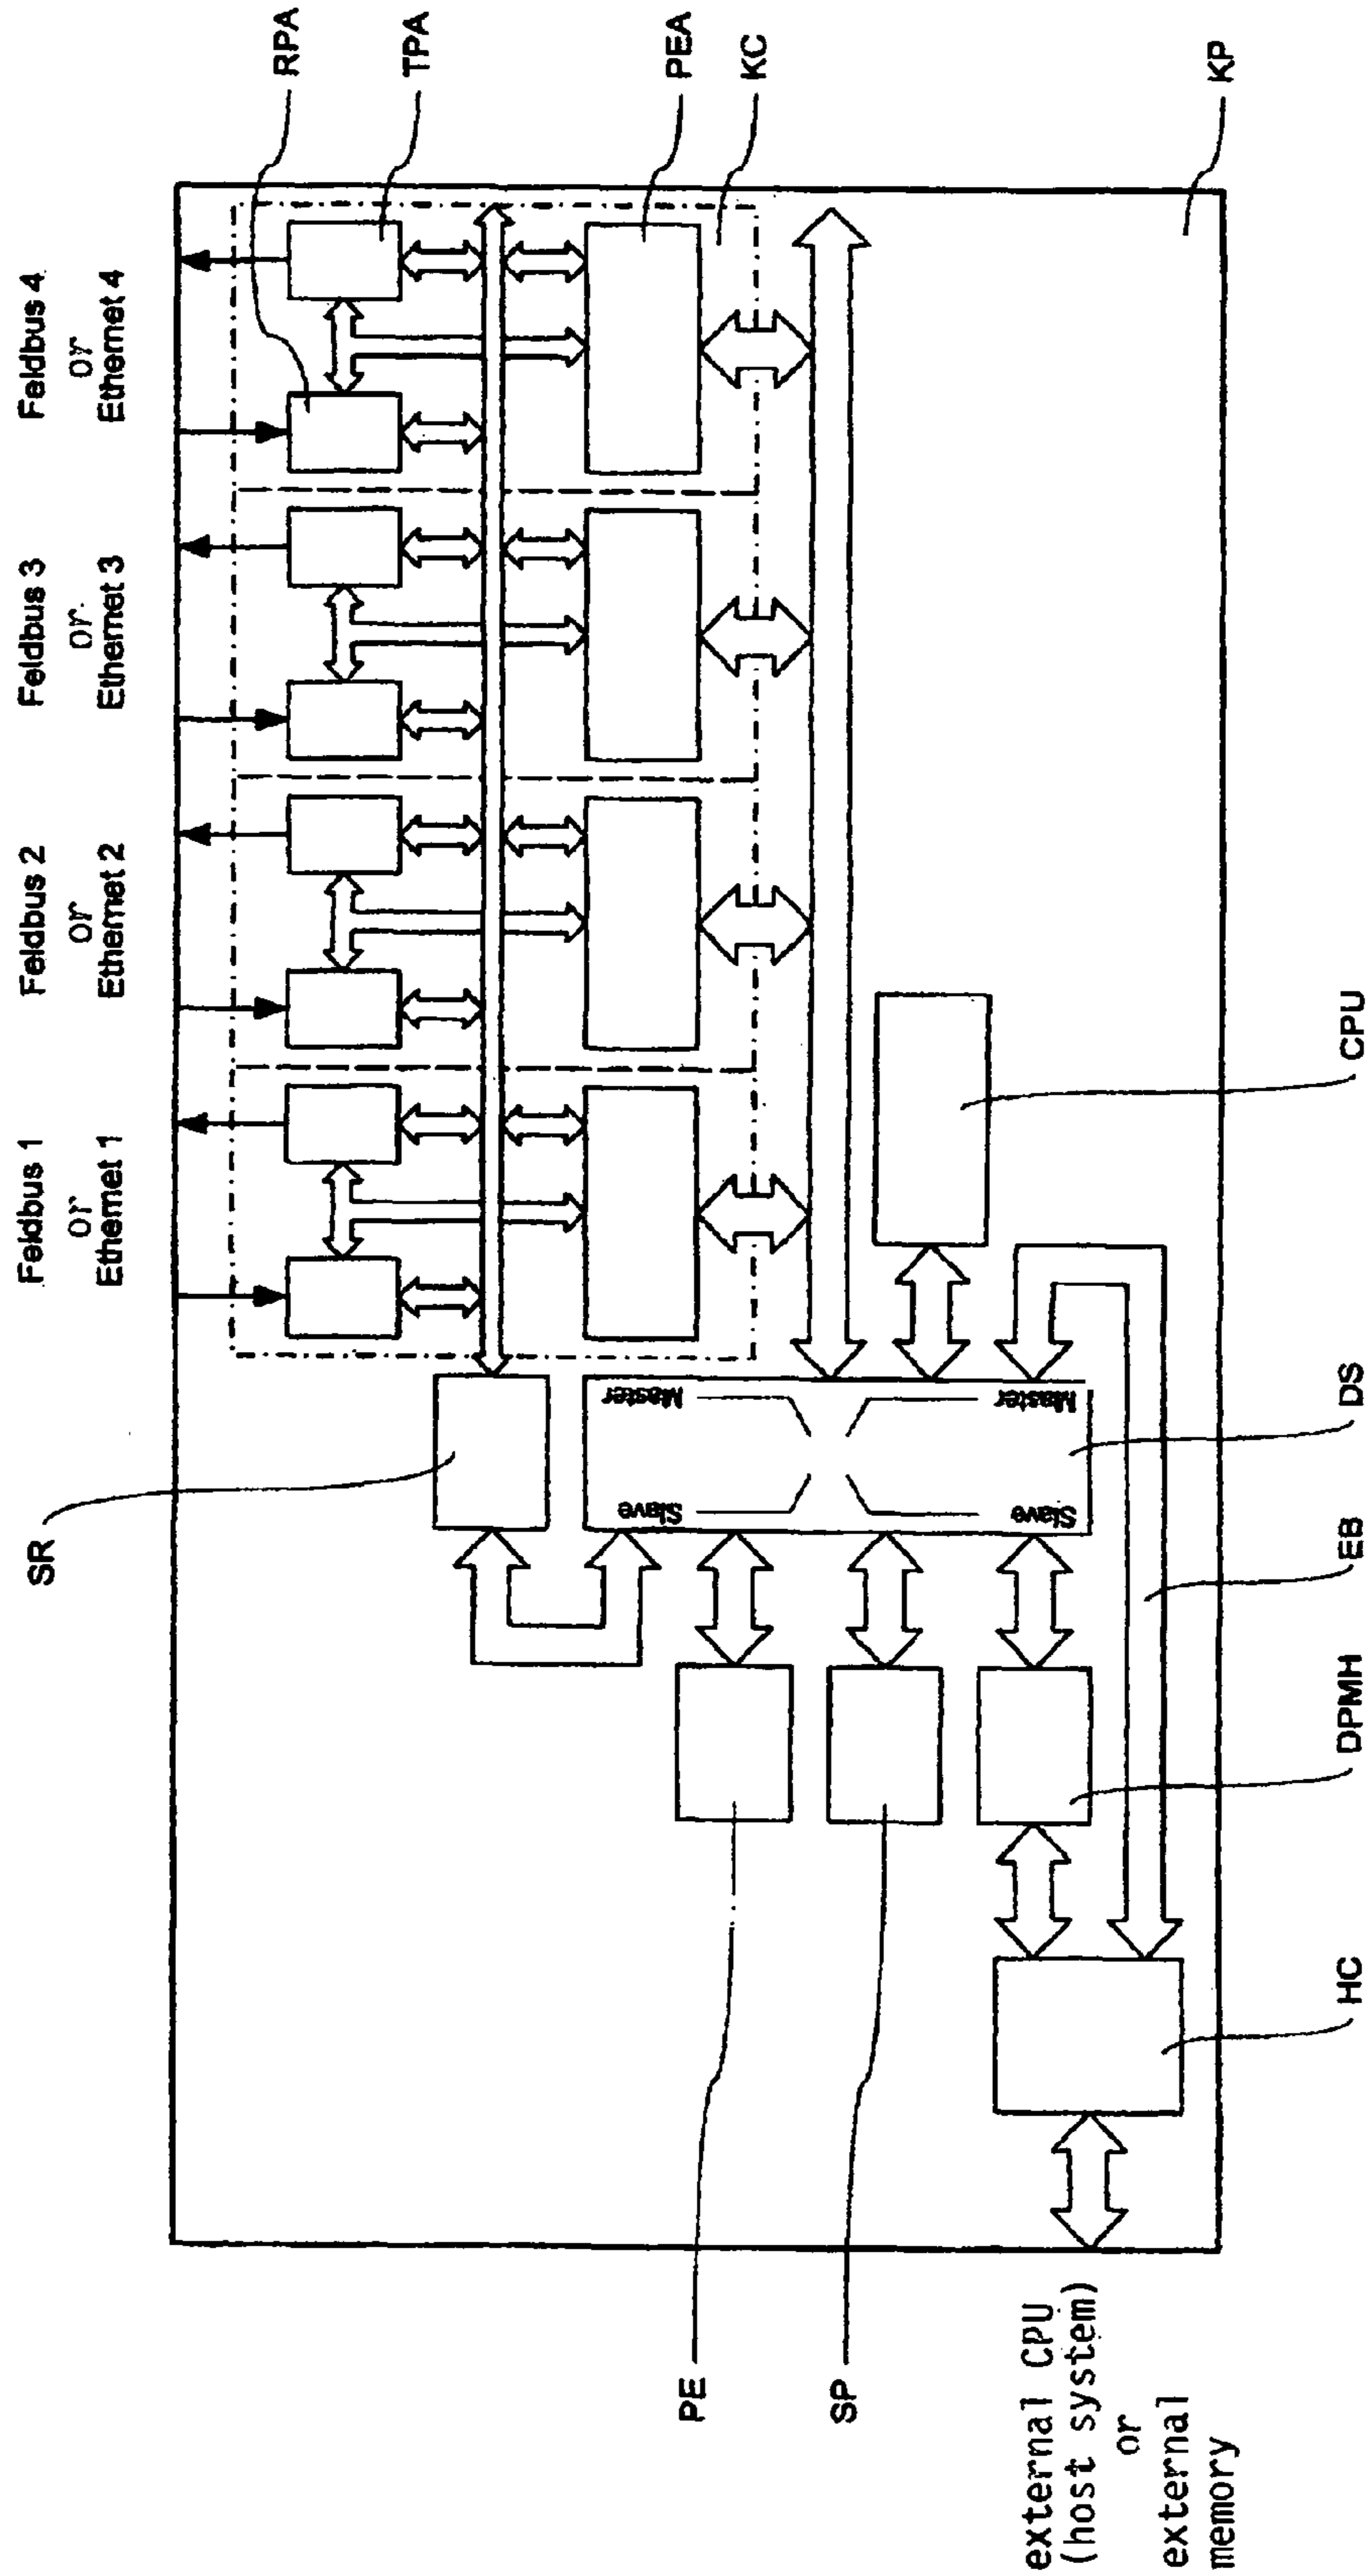 Feldbus 1
or
Ethernet 1
Feldbus 2
or
Ethernet 2
Feldbus 3
or
Ethernet 3
Feldbus 4
or
Ethernet 4
RPA
TPA
PEA
KC
KP
SR
Master
Slave
Master
Slave
PE
SP
external CPU
(host system)
or
external
memory
HC
DPMH
EB
DS
CPU